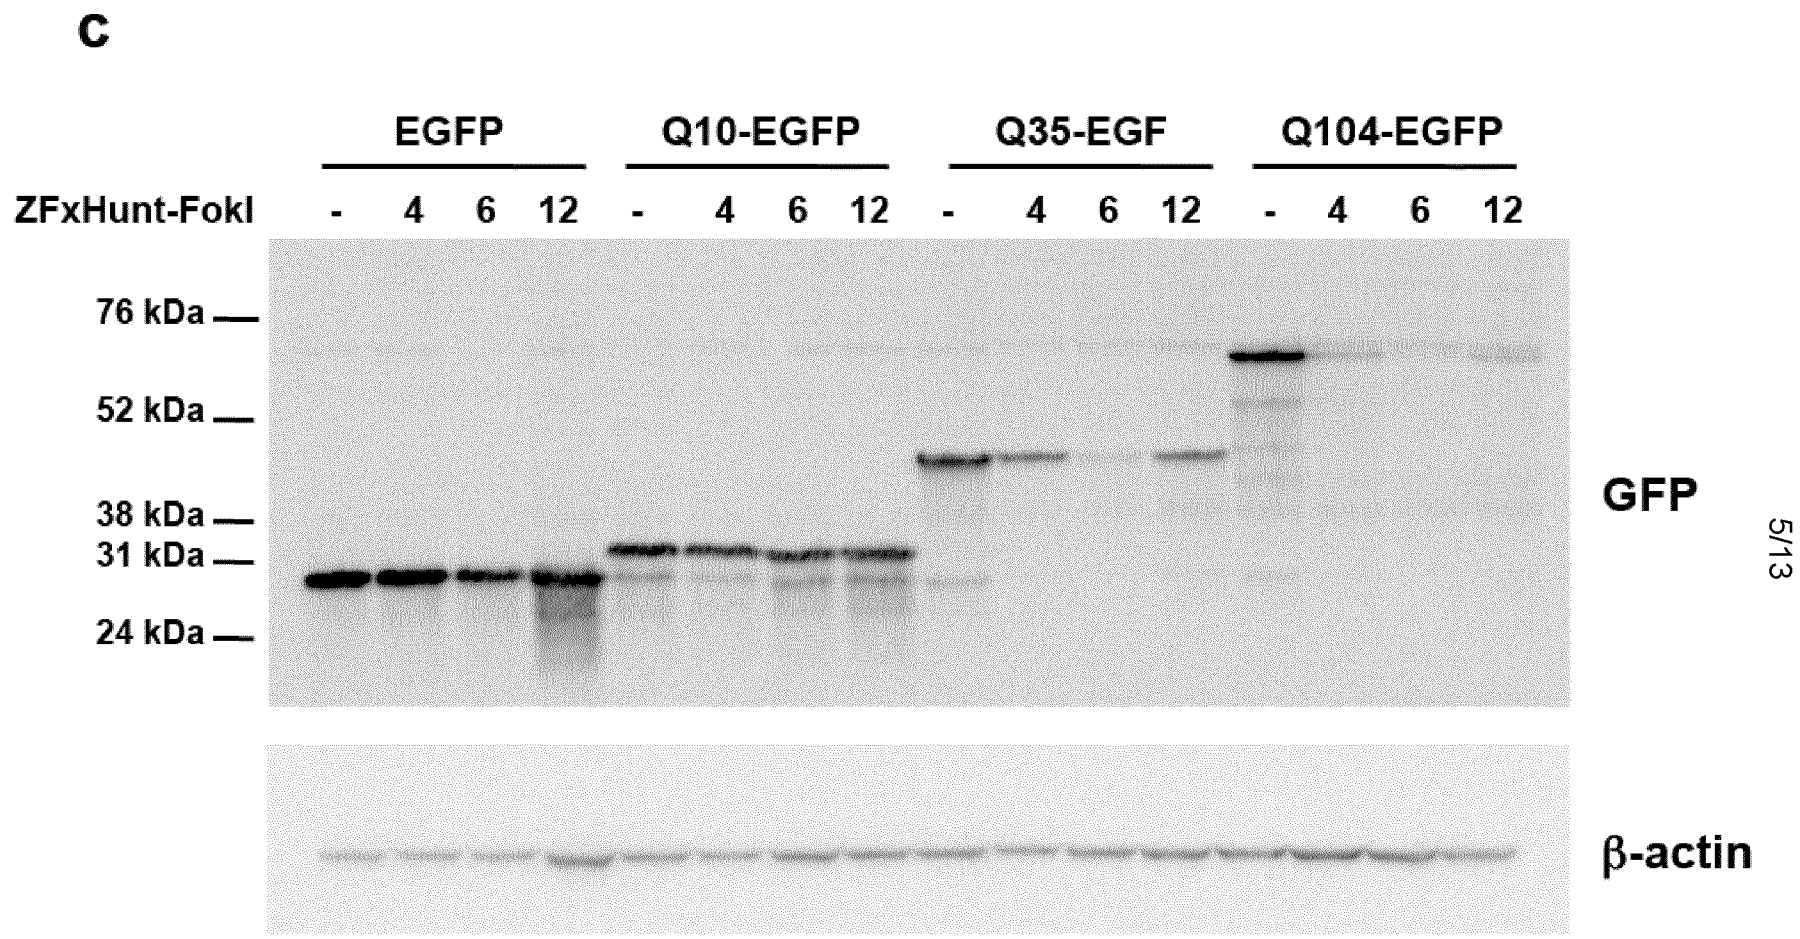 c
EGFP Q10-EGFP Q35-EGF Q104-EGFP
ZFxHunt-FokI - 4 6 12 - 4 6 12 - 4 6 12 - 4 6 12
76 kDa
52 kDa
38 kDa
31 kDa
24 kDa
GFP
β-actin
5/13